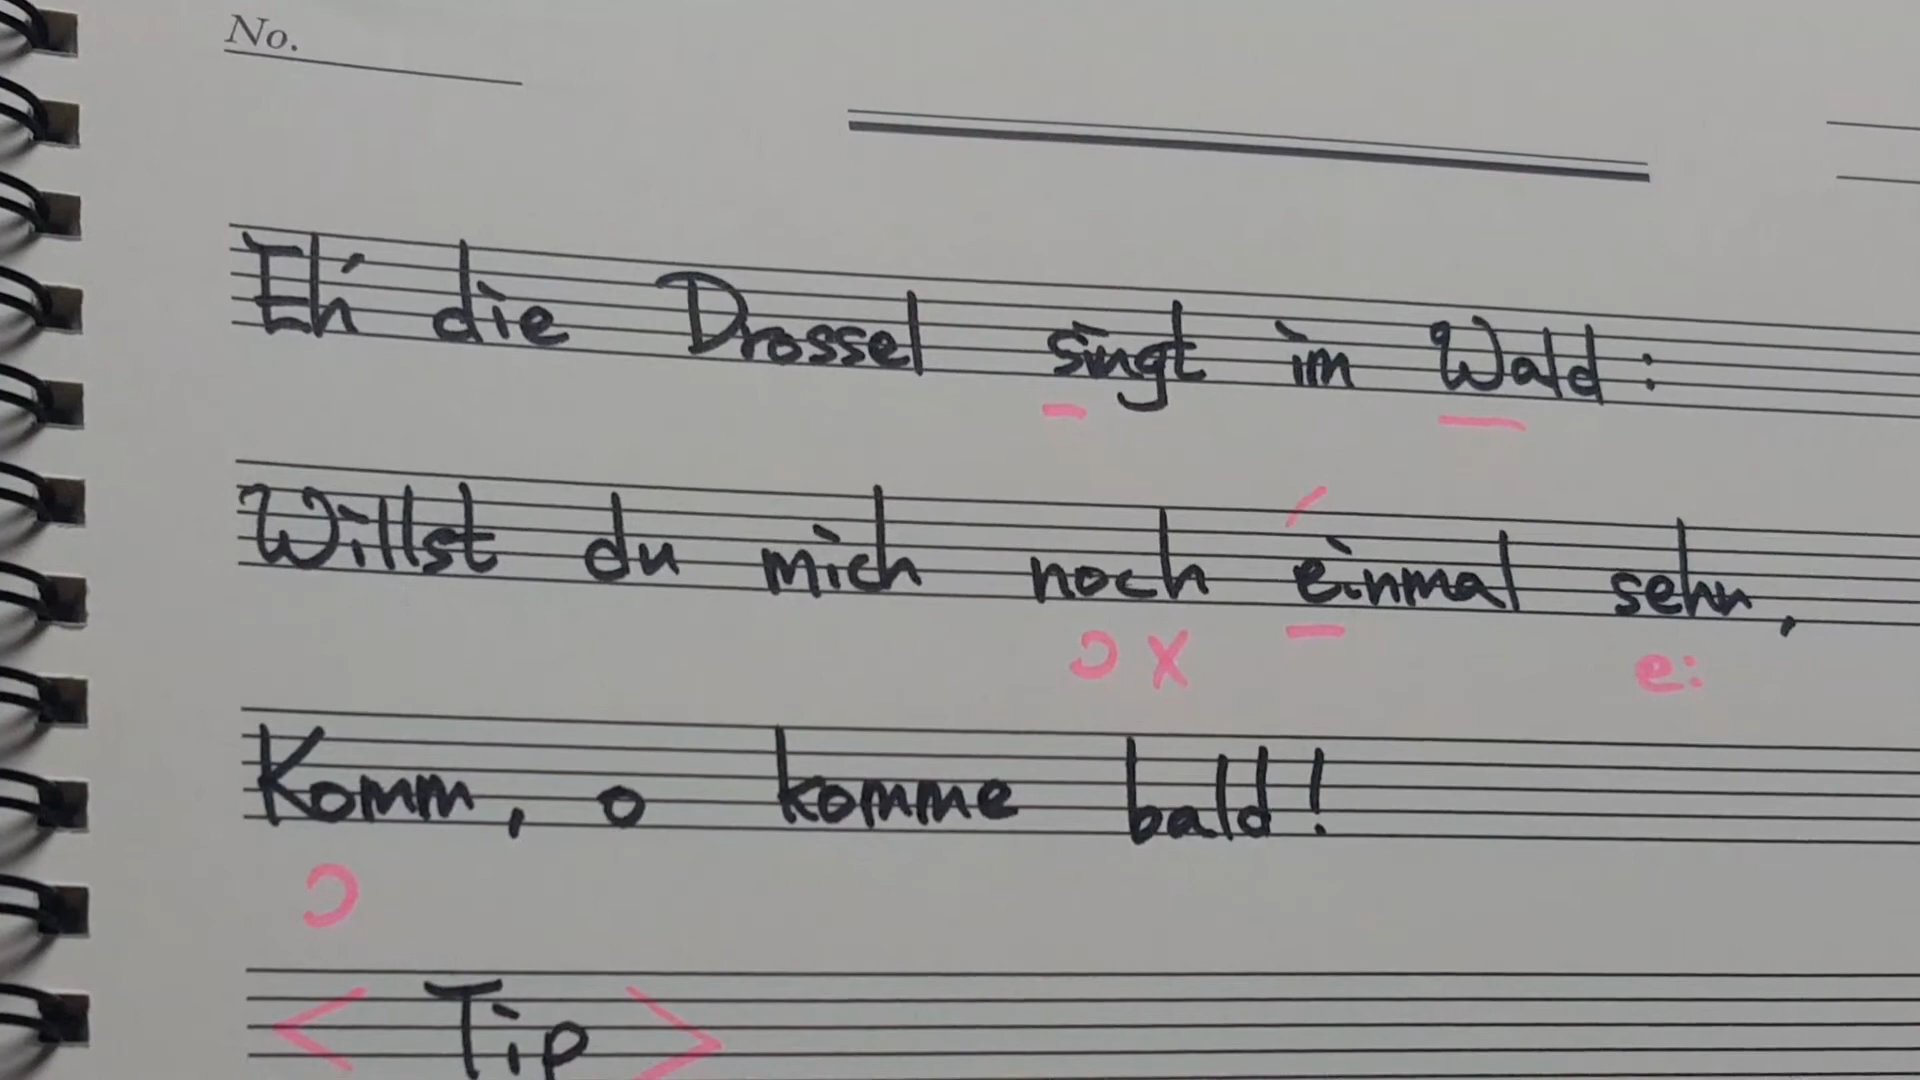 No.
Eh' die Drossel singt im Wald:
Willst du mich noch einmal sehn,
ɔ x e:
Komm, o komme bald!
ɔ
< Tip >